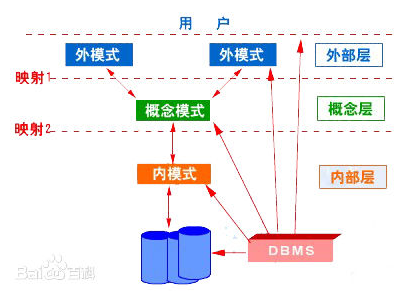 用 户
外模式 外模式 外部层
映射1
概念模式 概念层
映射2
内模式 内部层
DBMS
Bai百科